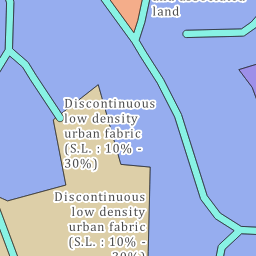 land
Discontinuous
low density
urban fabric
(S.L. : 10% -
30%)
Discontinuous
low density
urban fabric
(S.L. : 10% -
30%)